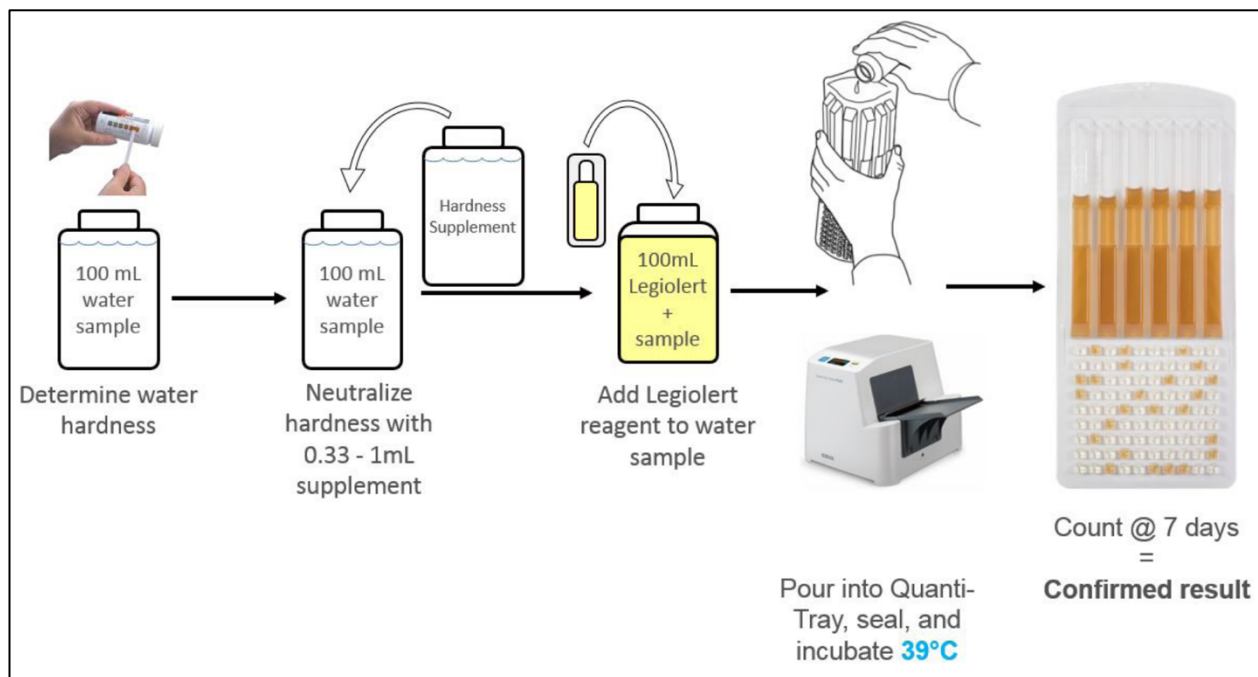 100 mL
water
sample
Determine water
hardness
100 mL
water
sample
Neutralize
hardness with
0.33 - 1mL
supplement
Hardness
Supplement
100mL
Legiolert
+
sample
Add Legiolert
reagent to water
sample
Pour into Quanti-
Tray, seal, and
incubate 39°C
Count @ 7 days
=
Confirmed result